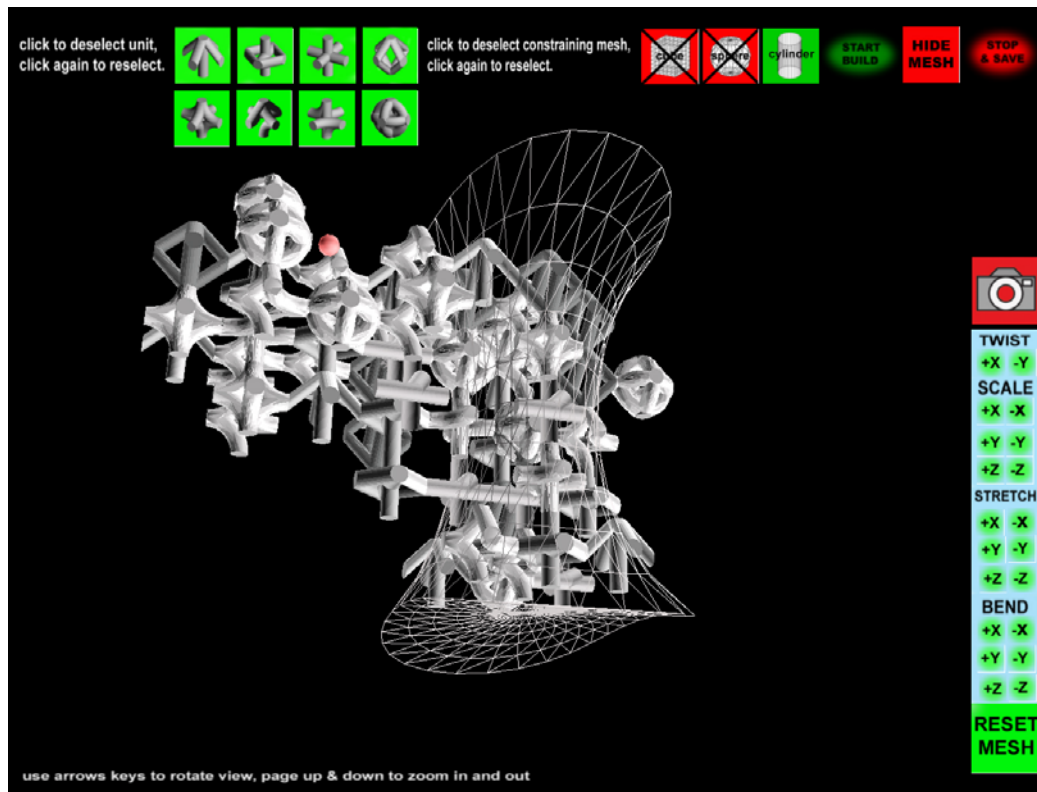 click to deselect unit,
click again to reselect.
click to deselect constraining mesh,
click again to reselect.
cube
sphere
cylinder
START
BUILD
HIDE
MESH
STOP
& SAVE
TWIST
+X -Y
SCALE
+X -X
+Y -Y
+Z -Z
STRETCH
+X -X
+Y -Y
+Z -Z
BEND
+X -X
+Y -Y
+Z -Z
RESET
MESH
use arrows keys to rotate view, page up & down to zoom in and out